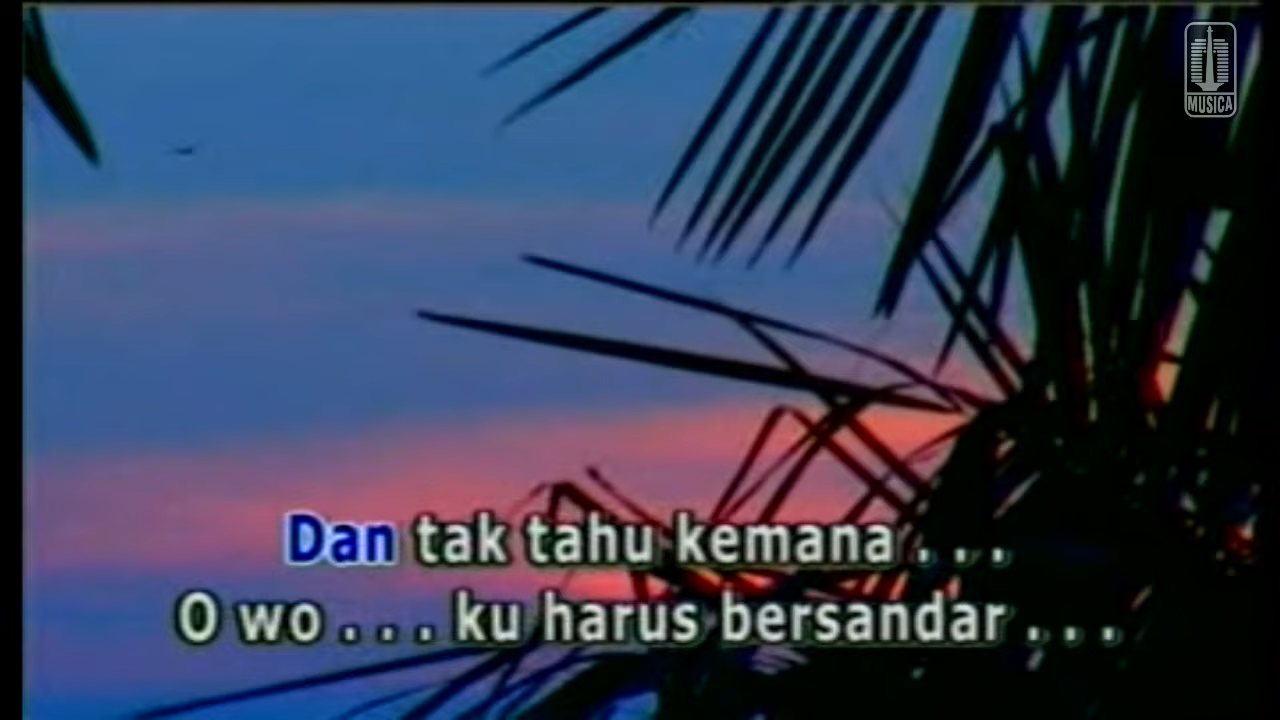 MUSICA
Dan tak tahu kemana . . .
O wo . . . ku harus bersandar . . .